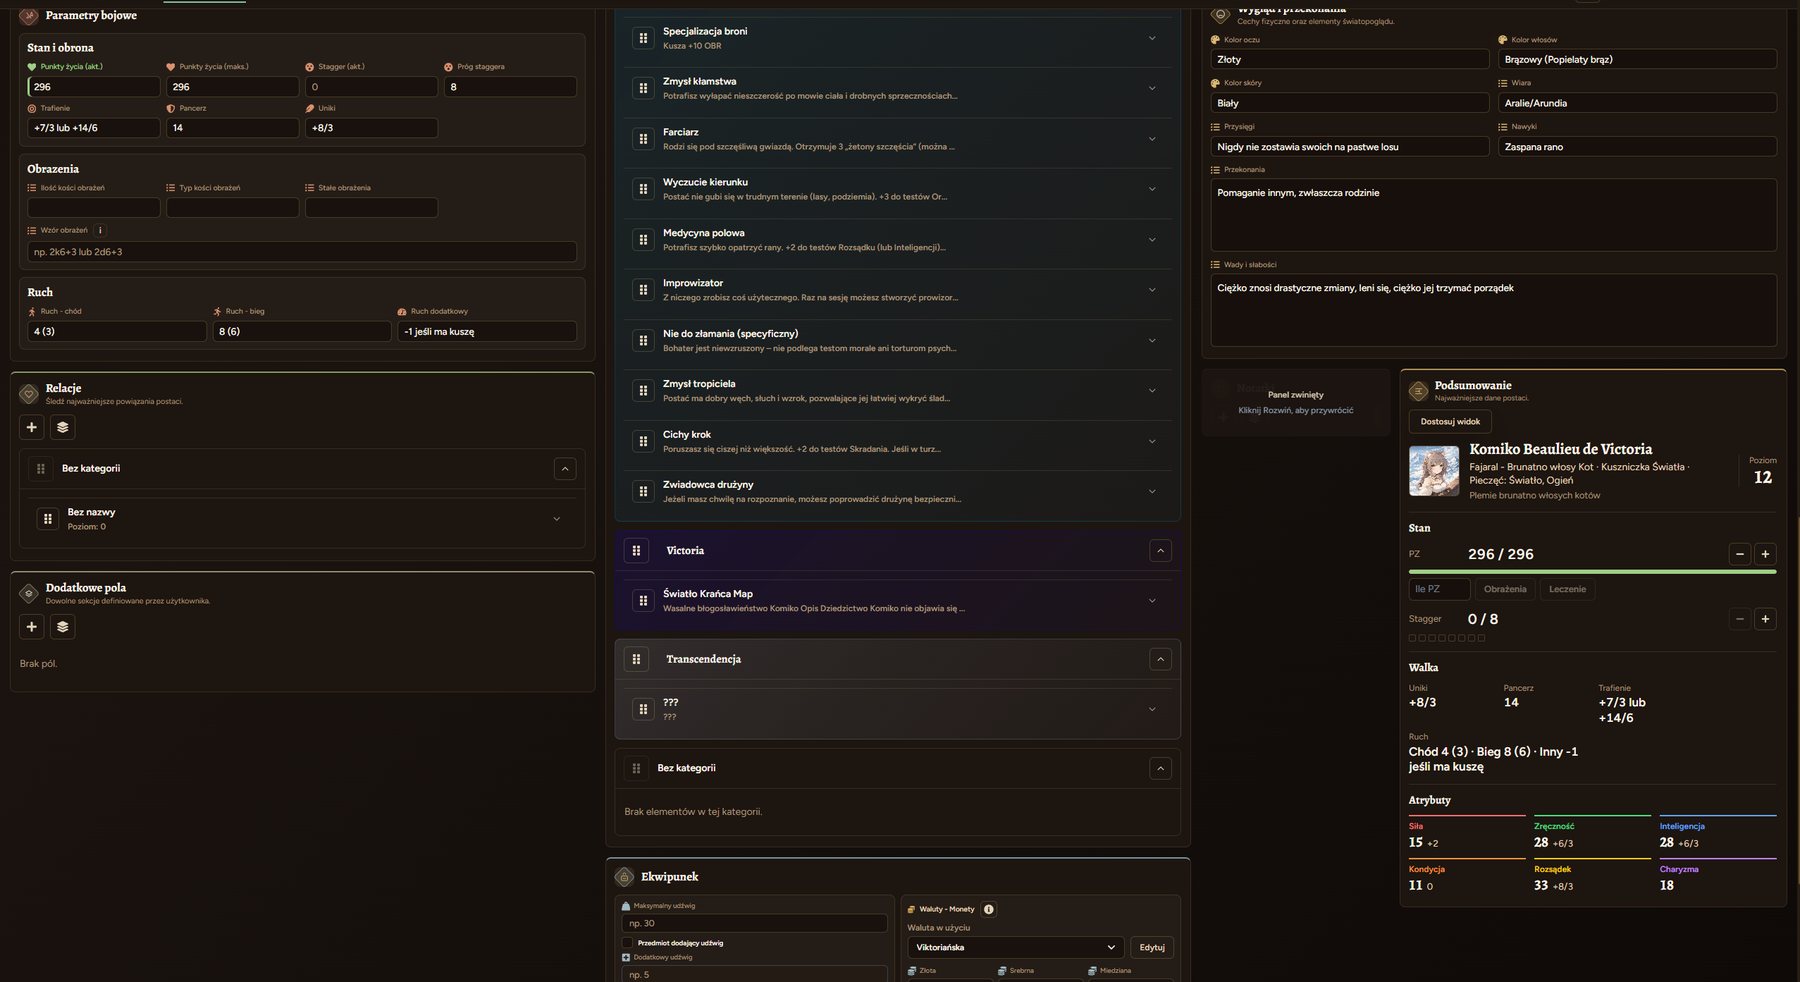 Parametry bojowe
Stan i obrona
Punkty życia (akt.)
Punkty życia (maks.)
Stagger (akt.)
Próg staggera
296
296
0
8
Trafienie
Pancerz
Uniki
+7/3 lub +14/6
14
+8/3
Obrazenia
Ilość kości obrażeń
Typ kości obrażeń
Stałe obrażenia
Wzór obrażeń
i
np. 2k6+3 lub 2d6+3
Ruch
Ruch - chód
Ruch - bieg
Ruch dodatkowy
4 (3)
8 (6)
-1 jeśli ma kuszę
Relacje
Śledź najważniejsze powiązania postaci.
Bez kategorii
Bez nazwy
Poziom: 0
Dodatkowe pola
Dowolne sekcje definiowane przez użytkownika.
Brak pól.
Specjalizacja broni
Kusza +10 OBR
Zmysł kłamstwa
Potrafisz wyłapać nieszczerość po mowie ciała i drobnych sprzecznościach...
Farciarz
Rodzi się pod szczęśliwą gwiazdą. Otrzymuje 3 „żetony szczęścia” (można ...
Wyczucie kierunku
Postać nie gubi się w trudnym terenie (lasy, podziemia). +3 do testów Or...
Medycyna polowa
Potrafisz szybko opatrzyć rany. +2 do testów Rozsądku (lub Inteligencji)...
Improwizator
Z niczego zrobisz coś użytecznego. Raz na sesję możesz stworzyć prowizor...
Nie do złamania (specyficzny)
Bohater jest niewzruszony – nie podlega testom morale ani torturom psych...
Zmysł tropiciela
Postać ma dobry węch, słuch i wzrok, pozwalające jej łatwiej wykryć ślad...
Cichy krok
Poruszasz się ciszej niż większość. +2 do testów Skradania. Jeśli w turz...
Zwiadowca drużyny
Jeżeli masz chwilę na rozpoznanie, możesz poprowadzić drużynę bezpieczni...
Victoria
Światło Krańca Map
Wasalne błogosławieństwo Komiko Opis Dziedzictwo Komiko nie objawia się ...
Transcendencja
???
???
Bez kategorii
Brak elementów w tej kategorii.
Ekwipunek
Maksymalny udźwig
np. 30
Przedmiot dodający udźwig
Dodatkowy udźwig
np. 5
Waluty - Monety
Waluta w użyciu
Viktoriańska
Edytuj
Złota
Srebrna
Miedziana
Wygląd i przekonania
Cechy fizyczne oraz elementy światopoglądu.
Kolor oczu
Kolor włosów
Złoty
Brązowy (Popielaty brąz)
Kolor skóry
Wiara
Biały
Aralie/Arundia
Przysięgi
Nawyki
Nigdy nie zostawia swoich na pastwe losu
Zaspana rano
Przekonania
Pomaganie innym, zwłaszcza rodzinie
Wady i słabości
Ciężko znosi drastyczne zmiany, leni się, ciężko jej trzymać porządek
Panel zwinięty
Kliknij Rozwiń, aby przywrócić
Podsumowanie
Najważniejsze dane postaci.
Dostosuj widok
Komiko Beaulieu de Victoria
Fajaral - Brunatno włosy Kot · Kuszniczka Światła ·
Pieczęć: Światło, Ogień
Plemie brunatno włosych kotów
Poziom
12
Stan
PŻ
296 / 296
Ile PŻ
Obrażenia
Leczenie
Stagger
0 / 8
Walka
Uniki
Pancerz
Trafienie
+8/3
14
+7/3 lub
+14/6
Ruch
Chód 4 (3) · Bieg 8 (6) · Inny -1
jeśli ma kuszę
Atrybuty
Siła
Zręczność
Inteligencja
15 +2
28 +6/3
28 +6/3
Kondycja
Rozsądek
Charyzma
11 0
33 +8/3
18